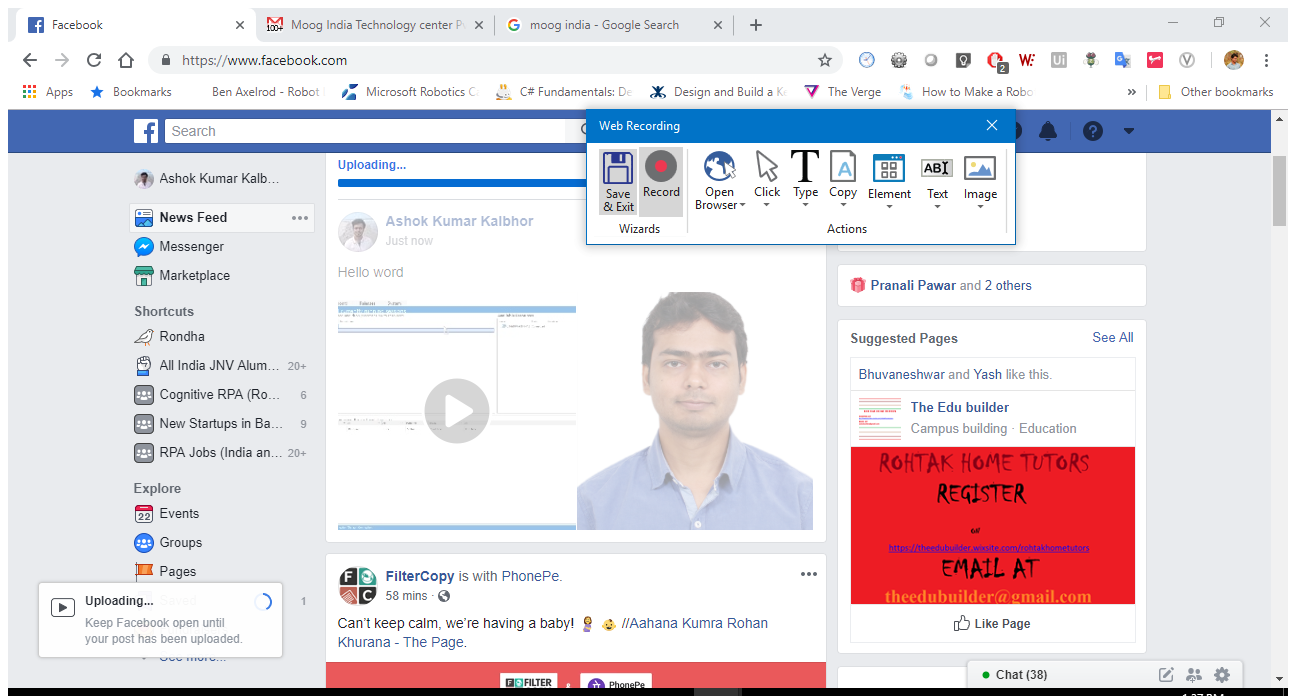 Facebook
100+
Moog India Technology center P
moog india - Google Search
https://www.facebook.com
2
W:
Ui
Apps
Bookmarks
Ben Axelrod - Robot
Microsoft Robotics C
C# Fundamentals: De
Design and Build a K
The Verge
How to Make a Robo
»
Other bookmarks
Search
Web Recording
Save
& Exit
Record
Wizards
Open
Browser
Click
Type
Copy
Element
Text
Image
Actions
Ashok Kumar Kalb...
News Feed
Messenger
Marketplace
Shortcuts
Rondha
All India JNV Alum... 20+
Cognitive RPA (Ro... 6
New Startups in Ba... 9
RPA Jobs (India an... 20+
Explore
22 Events
Groups
Pages
1
See more...
Uploading...
Keep Facebook open until
your post has been uploaded.
Uploading...
Ashok Kumar Kalbhor
Just now
Hello word
FilterCopy is with PhonePe.
58 mins ·
Can't keep calm, we're having a baby! //Aahana Kumra Rohan
Khurana - The Page.
FILTER
PhonePe
Pranali Pawar and 2 others
Suggested Pages
See All
Bhuvaneshwar and Yash like this.
The Edu builder
Campus building · Education
ROHTAK HOME TUTORS
REGISTER
https://theedubuilder.wixsite.com/rohtakhometutors
EMAIL AT
theedubuilder@gmail.com
Like Page
Chat (38)